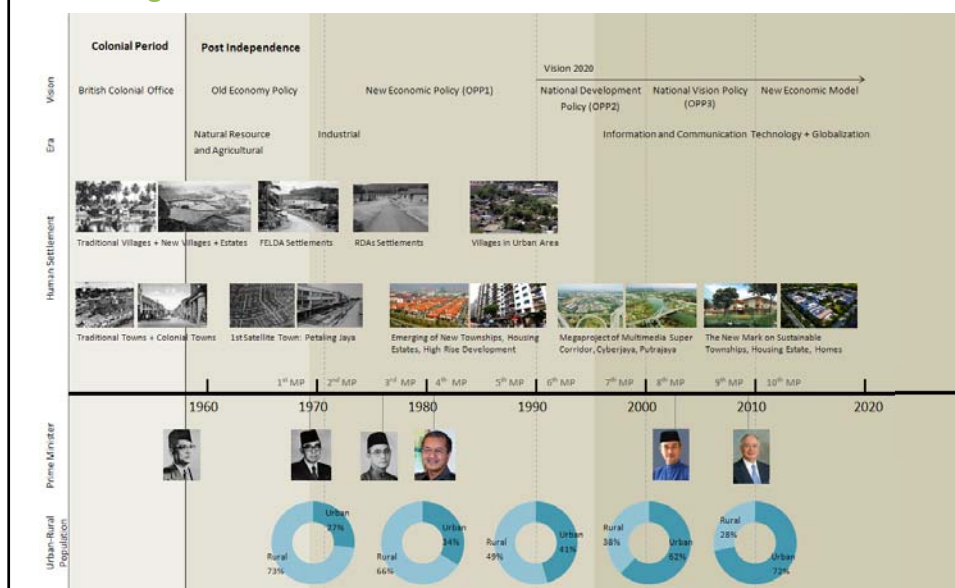 Colonial Period
Post Independence
Vision
Vision 2020
British Colonial Office
Old Economy Policy
New Economic Policy (OPP1)
National Development
Policy (OPP2)
National Vision Policy
(OPP3)
New Economic Model
Era
Natural Resource
and Agricultural
Industrial
Information and Communication Technology + Globalization
Human Settlement
Traditional Villages + New Villages + Estates
FELDA Settlements
RDAs Settlements
Villages in Urban Area
Traditional Towns + Colonial Towns
1st Satellite Town: Petaling Jaya
Emerging of New Townships, Housing
Estates, High Rise Development
Megaproject of Multimedia Super
Corridor, Cyberjaya, Putrajaya
The New Mark on Sustainable
Townships, Housing Estate, Homes
1st MP
2nd MP
3rd MP
4th MP
5th MP
6th MP
7th MP
8th MP
9th MP
10th MP
1960
1970
1980
1990
2000
2010
2020
Prime Minister
Urban-Rural
Population
Urban
27%
Rural
73%
Urban
34%
Rural
66%
Rural
49%
Urban
41%
Rural
38%
Urban
62%
Rural
28%
Urban
72%